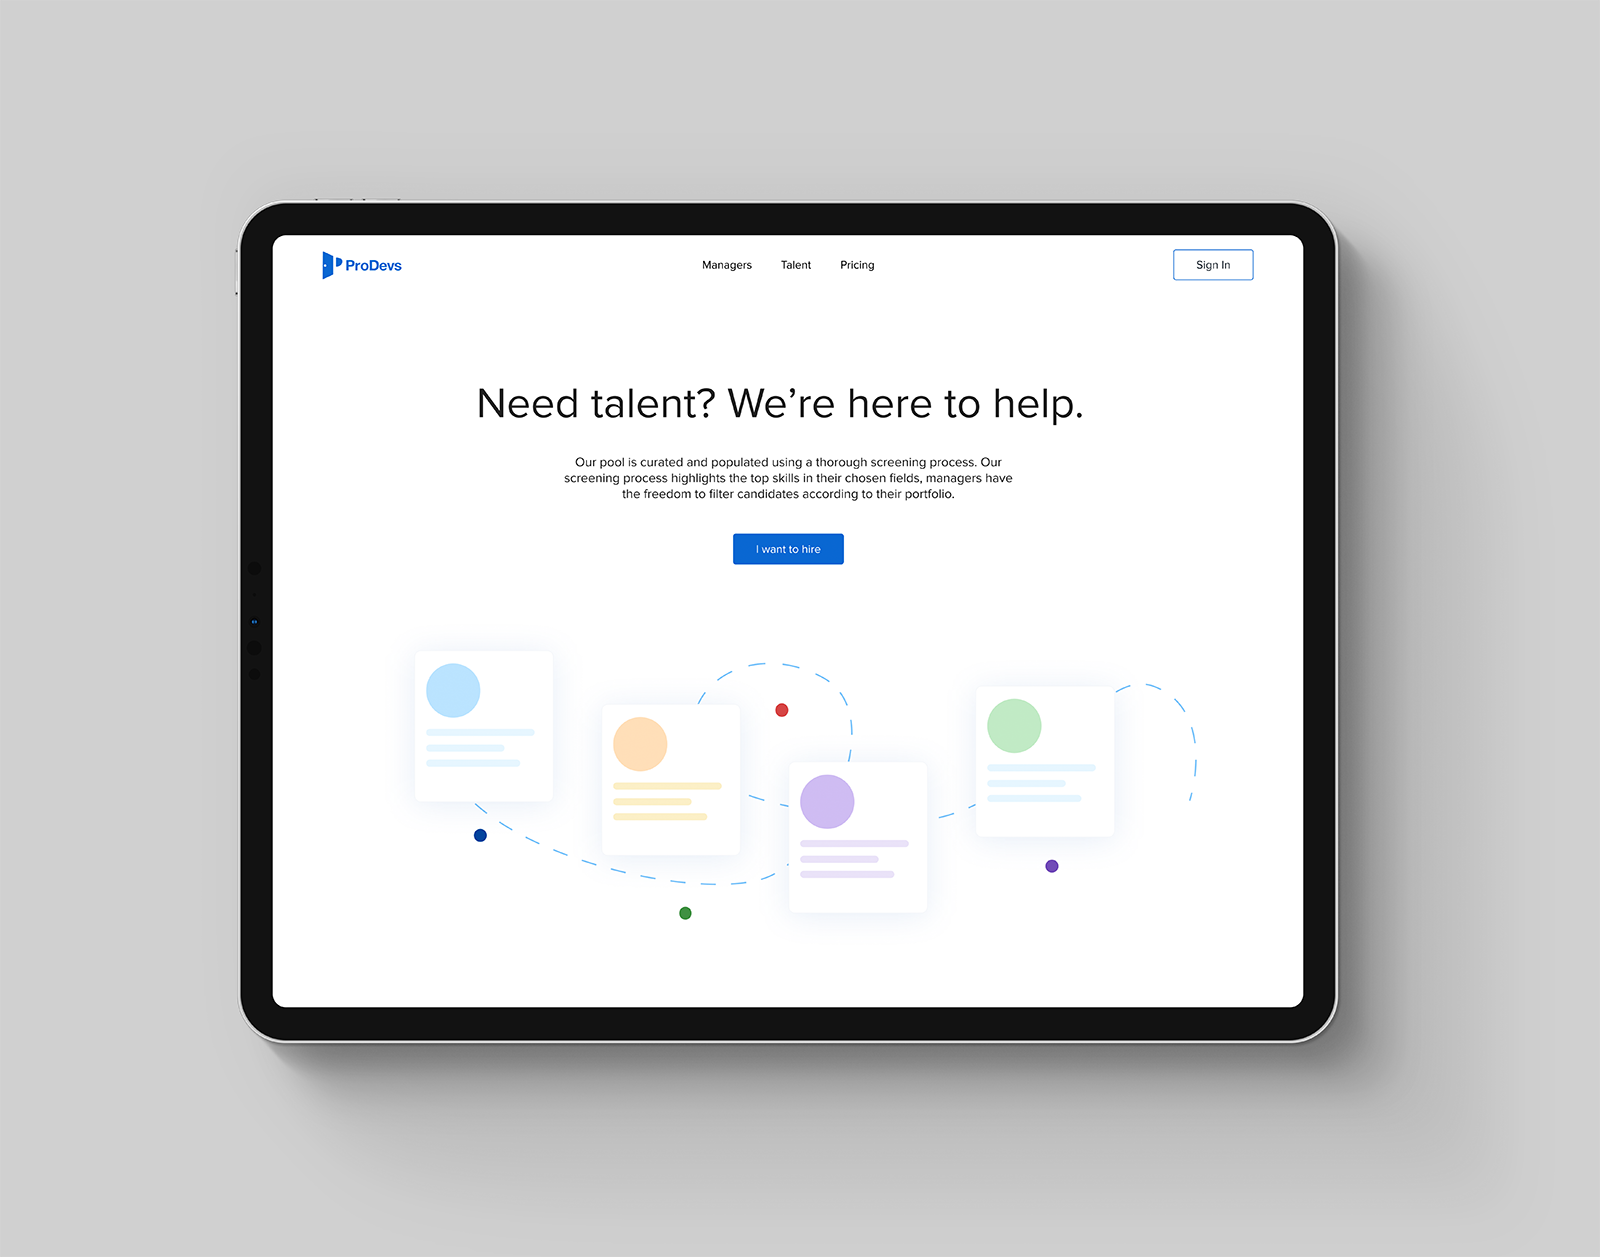 ProDevs
Managers
Talent
Pricing
Sign In
Need talent? We’re here to help.
Our pool is curated and populated using a thorough screening process. Our
screening process highlights the top skills in their chosen fields, managers have
the freedom to filter candidates according to their portfolio.
I want to hire